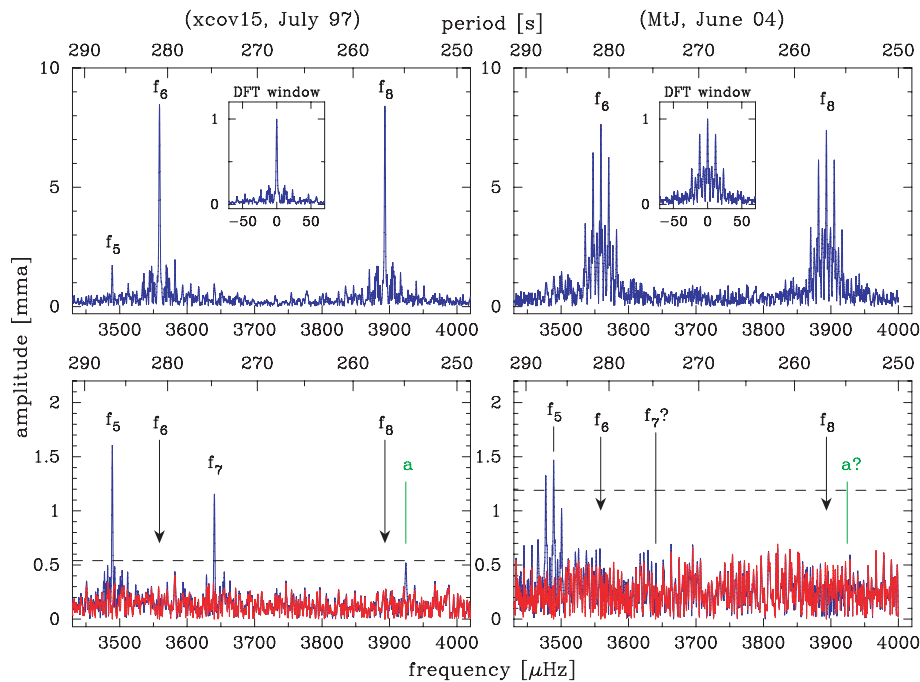 (xcov15, July 97) period [s] (MtJ, June 04)
290 280 270 260 250 290 280 270 260 250
10
f6 f8 f5
DFT window
1
0
−50 0 50
f6 f8
DFT window
1
0
−50 0 50
5
0
3500 3600 3700 3800 3900 4000 3500 3600 3700 3800 3900 4000
amplitude [mma]
290 280 270 260 250 290 280 270 260 250
2
1.5
1
0.5
0
f5 f6 f7 f8 a
f5 f6 f7? f8 a?
3500 3600 3700 3800 3900 4000 3500 3600 3700 3800 3900 4000
frequency [μHz]